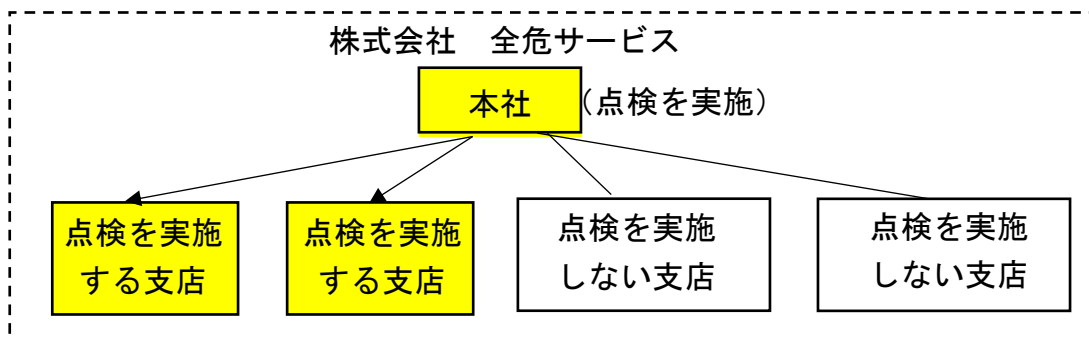 株式会社　全危サービス
本社
（点検を実施）
点検を実施
する支店
点検を実施
する支店
点検を実施
しない支店
点検を実施
しない支店